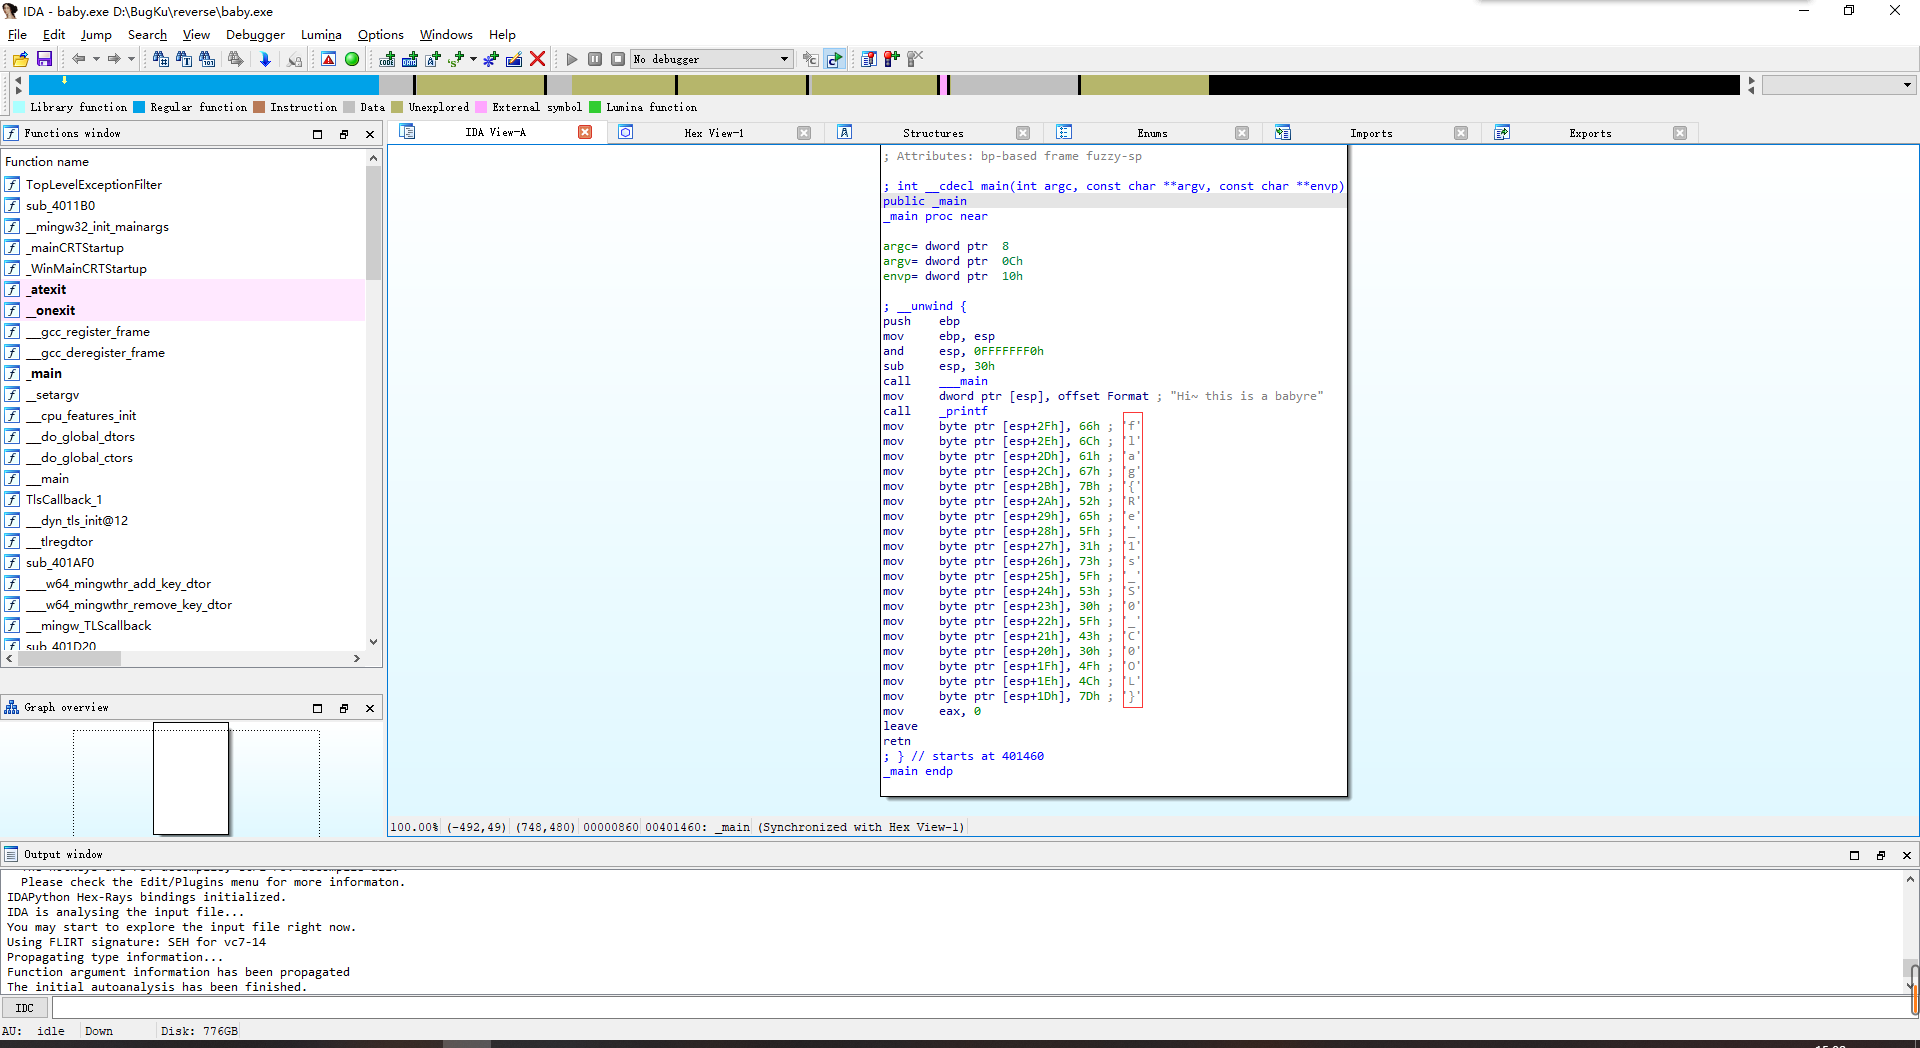 IDA - baby.exe D:\BugKu\reverse\baby.exe
File Edit Jump Search View Debugger Lumina Options Windows Help
No debugger
Library function Regular function Instruction Data Unexplored External symbol Lumina function
Functions window
IDA View-A
Hex View-1
Structures
Enums
Imports
Exports
Function name
TopLevelExceptionFilter
sub_4011B0
__mingw32_init_mainargs
_mainCRTStartup
_WinMainCRTStartup
_atexit
__onexit
___gcc_register_frame
___gcc_deregister_frame
_main
__setargv
___cpu_features_init
___do_global_dtors
___do_global_ctors
___main
TlsCallback_1
___dyn_tls_init@12
___tlregdtor
sub_401AF0
___w64_mingwthr_add_key_dtor
___w64_mingwthr_remove_key_dtor
___mingw_TLScallback
sub_401D20
Graph overview
; Attributes: bp-based frame fuzzy-sp
; int __cdecl main(int argc, const char **argv, const char **envp)
public _main
_main proc near
argc= dword ptr  8
argv= dword ptr  0Ch
envp= dword ptr  10h
; __unwind {
push    ebp
mov     ebp, esp
and     esp, 0FFFFFFF0h
sub     esp, 30h
call    ___main
mov     dword ptr [esp], offset Format ; "Hi~ this is a babyre"
call    _printf
mov     byte ptr [esp+2Fh], 66h ; 'f'
mov     byte ptr [esp+2Eh], 6Ch ; 'l'
mov     byte ptr [esp+2Dh], 61h ; 'a'
mov     byte ptr [esp+2Ch], 67h ; 'g'
mov     byte ptr [esp+2Bh], 7Bh ; '{'
mov     byte ptr [esp+2Ah], 52h ; 'R'
mov     byte ptr [esp+29h], 65h ; 'e'
mov     byte ptr [esp+28h], 5Fh ; '_'
mov     byte ptr [esp+27h], 31h ; '1'
mov     byte ptr [esp+26h], 73h ; 's'
mov     byte ptr [esp+25h], 5Fh ; '_'
mov     byte ptr [esp+24h], 53h ; 'S'
mov     byte ptr [esp+23h], 30h ; '0'
mov     byte ptr [esp+22h], 5Fh ; '_'
mov     byte ptr [esp+21h], 43h ; 'C'
mov     byte ptr [esp+20h], 30h ; '0'
mov     byte ptr [esp+1Fh], 4Fh ; 'O'
mov     byte ptr [esp+1Eh], 4Ch ; 'L'
mov     byte ptr [esp+1Dh], 7Dh ; '}'
mov     eax, 0
leave
retn
; } // starts at 401460
_main endp
100.00% (-492,49) (748,480) 00000860 00401460: _main (Synchronized with Hex View-1)
Output window
Please check the Edit/Plugins menu for more informaton.
IDAPython Hex-Rays bindings initialized.
IDA is analysing the input file...
You may start to explore the input file right now.
Using FLIRT signature: SEH for vc7-14
Propagating type information...
Function argument information has been propagated
The initial autoanalysis has been finished.
IDC
AU: idle Down Disk: 776GB